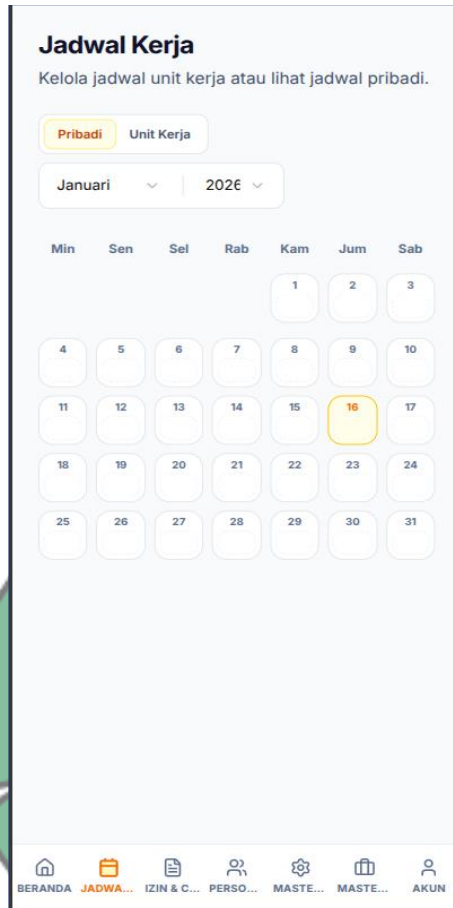 Jadwal Kerja
Kelola jadwal unit kerja atau lihat jadwal pribadi.
Pribadi Unit Kerja
Januari 2026
Min Sen Sel Rab Kam Jum Sab
1 2 3
4 5 6 7 8 9 10
11 12 13 14 15 16 17
18 19 20 21 22 23 24
25 26 27 28 29 30 31
BERANDA JADWA... IZIN & C... PERSO... MASTE... MASTE... AKUN